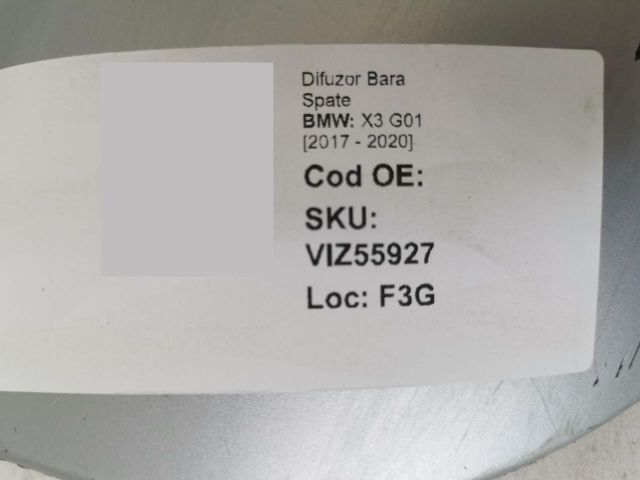 Difuzor Bara
Spate
BMW: X3 G01
[2017 - 2020]
Cod OE:
SKU:
VIZ55927
Loc: F3G